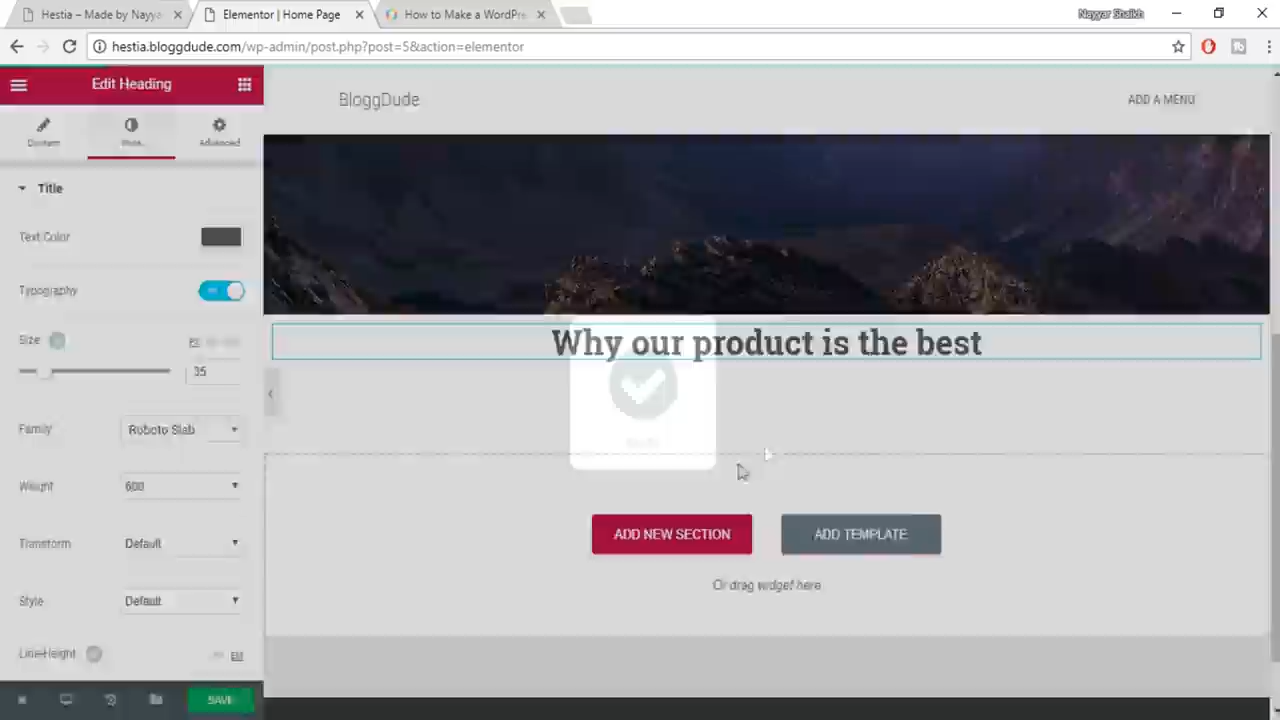 Hestia – Made by Nayya
Elementor | Home Page
How to Make a WordPre
Nayyar Shaikh
hestia.bloggdude.com/wp-admin/post.php?post=5&action=elementor
Edit Heading
BloggDude
ADD A MENU
Content
Style
Advanced
Title
Text Color
Typography
Size
PX
35
Why our product is the best
Family
Roboto Slab
Weight
600
ADD NEW SECTION
ADD TEMPLATE
Transform
Default
Or drag widget here
Style
Default
Line-Height
EM
SAVE